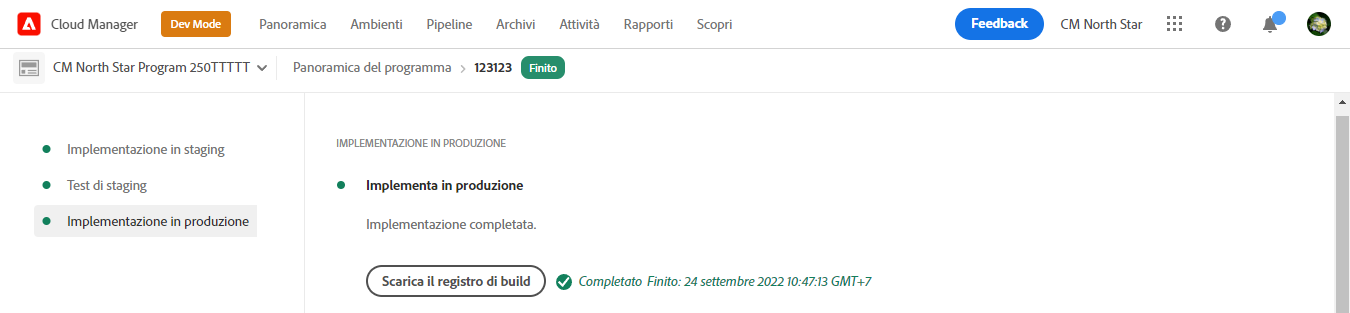 Cloud Manager Dev Mode Panoramica Ambienti Pipeline Archivi Attività Rapporti Scopri Feedback CM North Star
CM North Star Program 250TTTTT Panoramica del programma 123123 Finito
Implementazione in staging
Test di staging
Implementazione in produzione
IMPLEMENTAZIONE IN PRODUZIONE
Implementa in produzione
Implementazione completata.
Scarica il registro di build Completato Finito: 24 settembre 2022 10:47:13 GMT+7